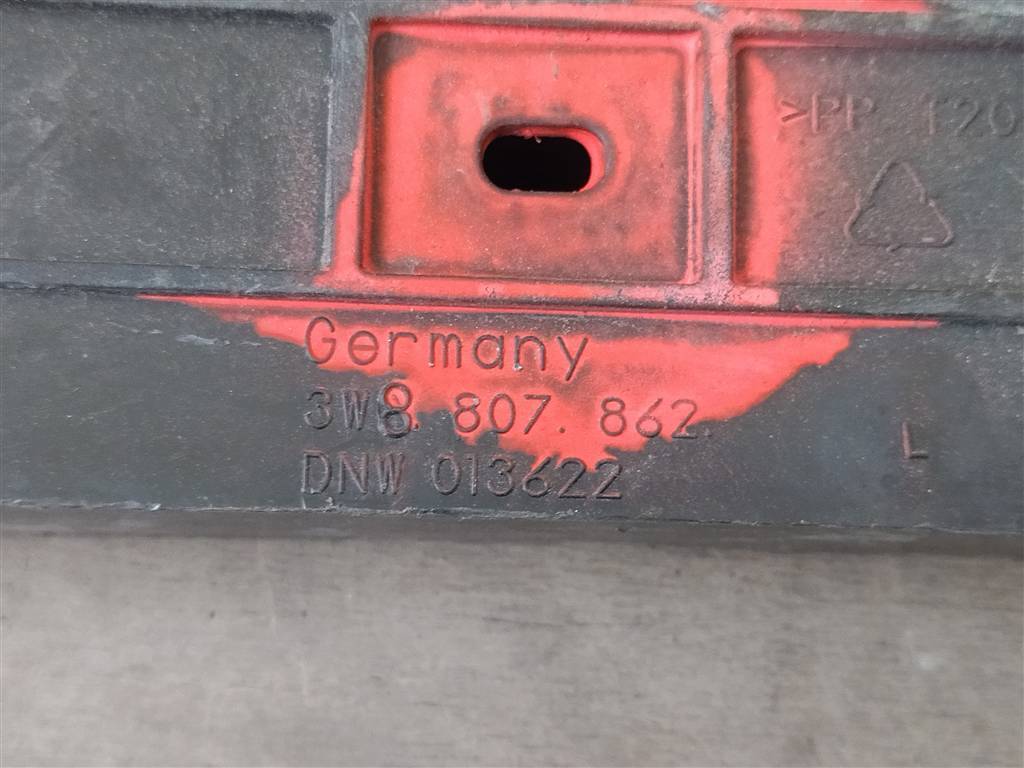 >PP T20
Germany
3W8. 807. 862.
L
DNW 013622